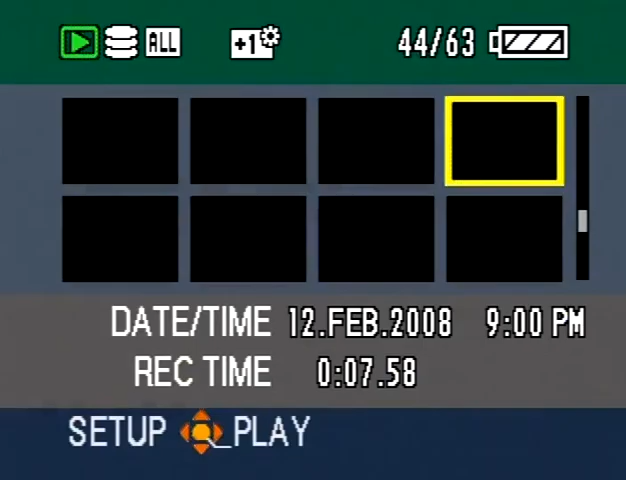 ALL +1 44/63
DATE/TIME 12.FEB.2008 9:00 PM
REC TIME 0:07.58
SETUP PLAY